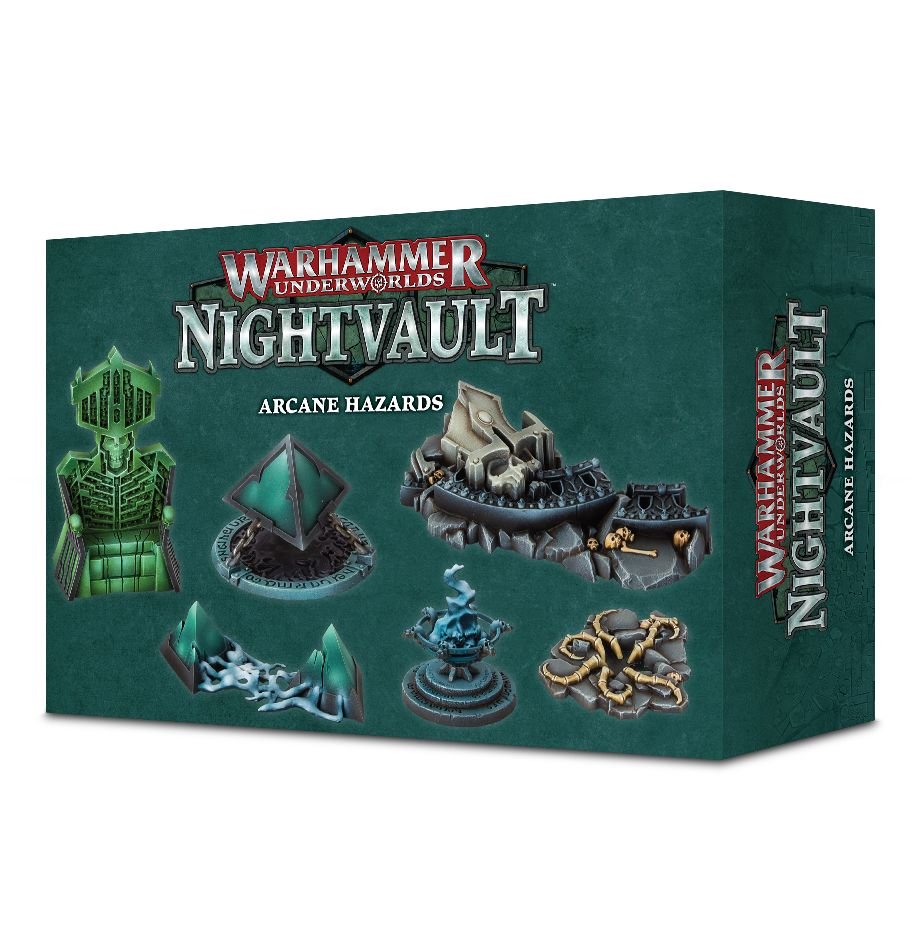 WARHAMMER
UNDERWORLDS
NIGHTVAULT
ARCANE HAZARDS
WARHAMMER
UNDERWORLDS
NIGHTVAULT
ARCANE HAZARDS